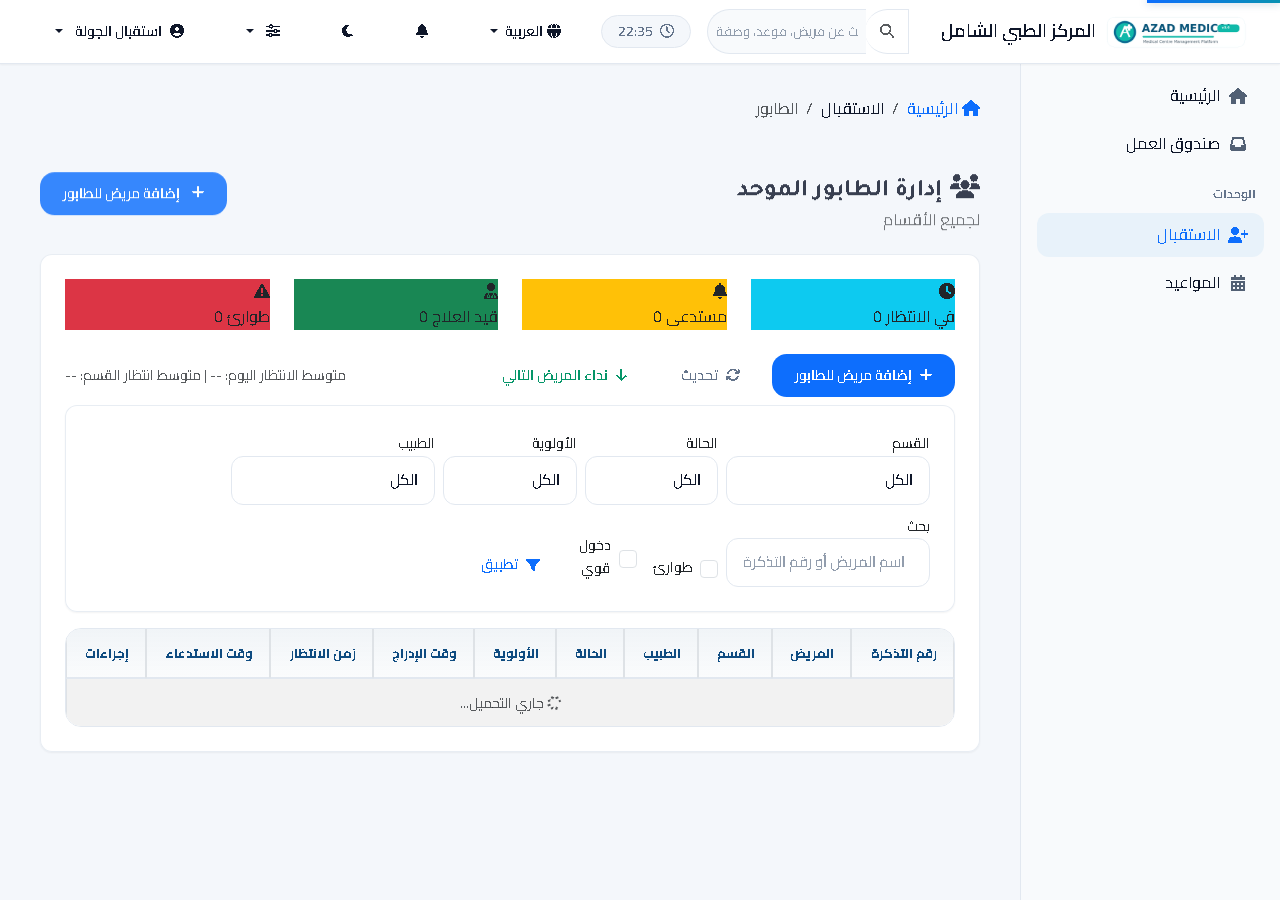 AZAD MEDIC
Medical Centre Management Platform
المركز الطبي الشامل
ث عن مريض، موعد، وصفة
22:35
العربية
استقبال الجولة
الرئيسية
صندوق العمل
الوحدات
الاستقبال
المواعيد
الرئيسية / الاستقبال / الطابور
إدارة الطابور الموحد
لجميع الأقسام
إضافة مريض للطابور
في الانتظار 0
مستدعى 0
قيد العلاج 0
طوارئ 0
إضافة مريض للطابور
تحديث
نداء المريض التالي
متوسط الانتظار اليوم: -- | متوسط انتظار القسم: --
القسم الحالة الأولوية الطبيب
الكل الكل الكل الكل
بحث
اسم المريض أو رقم التذكرة
طوارئ
دخول
قوي
تطبيق
رقم التذكرة المريض القسم الطبيب الحالة الأولوية وقت الإدراج زمن الانتظار وقت الاستدعاء إجراءات
جاري التحميل...